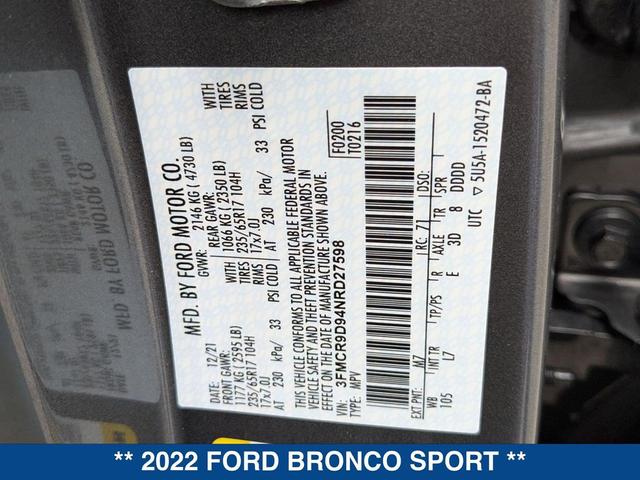 MFD. BY FORD MOTOR CO.
12/21
GVWR: 2146 KG ( 4730 LB)
FRONT GAWR:
1177 KG ( 2595 LB)
235/65R17 104H
17x7.0J
AT 230 kPa/ 33 PSI COLD
REAR GAWR:
1066 KG ( 2350 LB)
235/65R17 104H
17x7.0J
AT 230 kPa/ 33 PSI COLD
WITH
TIRES
RIMS
WITH
TIRES
RIMS
THIS VEHICLE CONFORMS TO ALL APPLICABLE FEDERAL MOTOR
VEHICLE SAFETY AND THEFT PREVENTION STANDARDS IN
EFFECT ON THE DATE OF MANUFACTURE SHOWN ABOVE.
VIN: 3FMCR9D94NRD27598
TYPE: MPV
F0200
T0216
EXT PNT: M7 RC: 71 DSO:
WB INT TR TP/PS R AXLE TR SPR
105 L7 E 3D 8 DDDD
UTC ▽ 5U5A-1520472-BA
** 2022 FORD BRONCO SPORT **